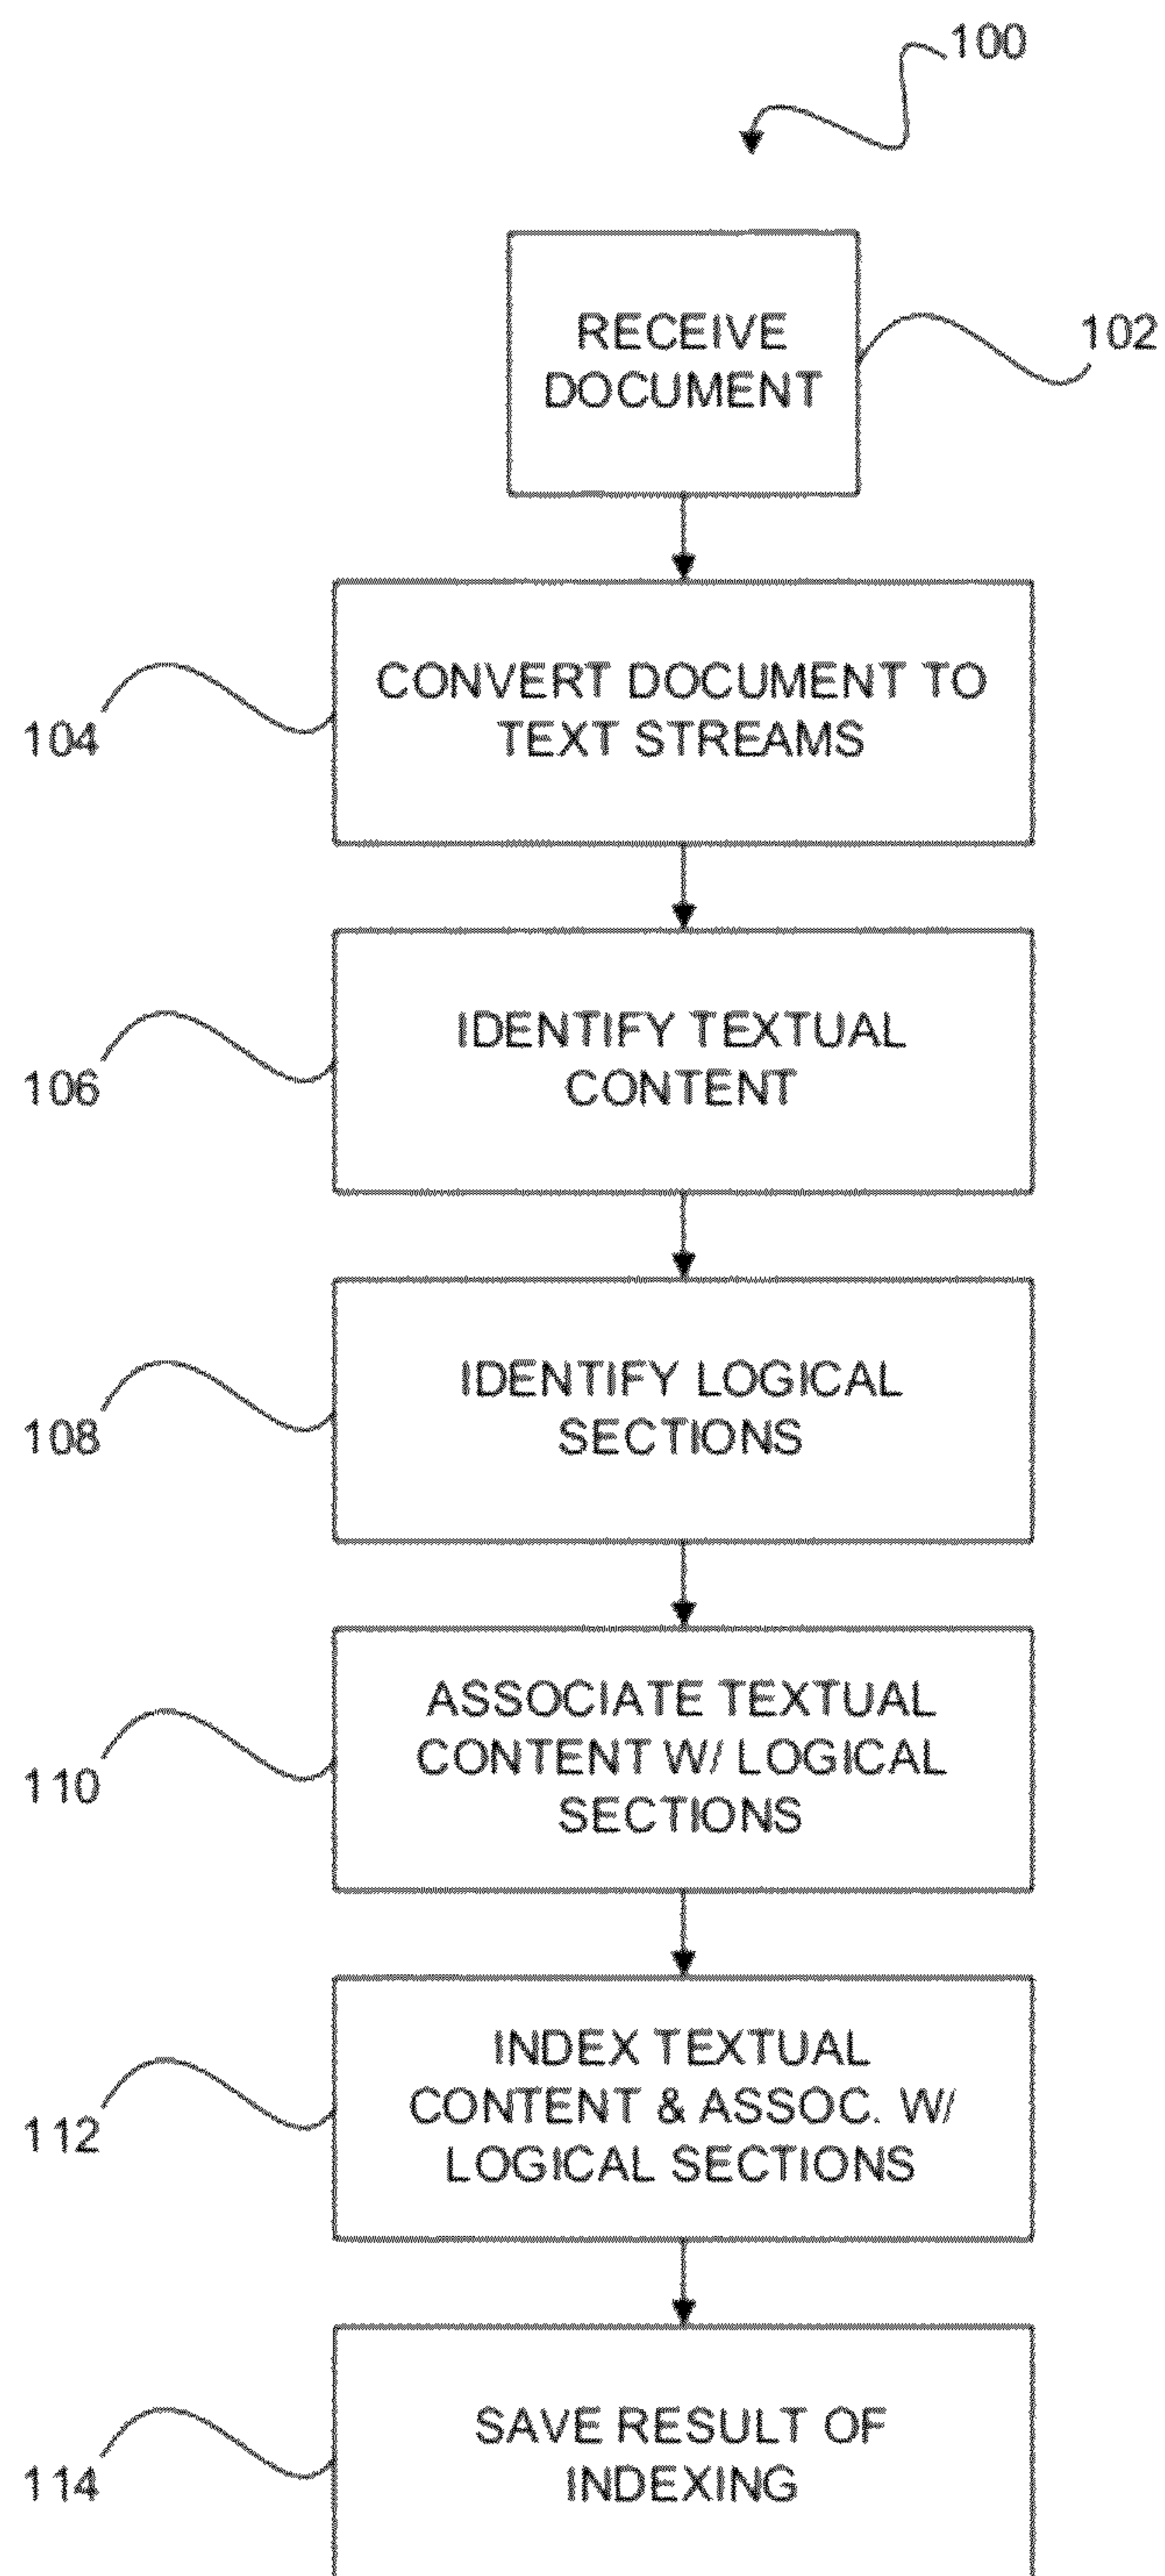 100
RECEIVE
DOCUMENT
102
CONVERT DOCUMENT TO
TEXT STREAMS
104
IDENTIFY TEXTUAL
CONTENT
106
IDENTIFY LOGICAL
SECTIONS
108
ASSOCIATE TEXTUAL
CONTENT W/ LOGICAL
SECTIONS
110
INDEX TEXTUAL
CONTENT & ASSOC. W/
LOGICAL SECTIONS
112
SAVE RESULT OF
INDEXING
114